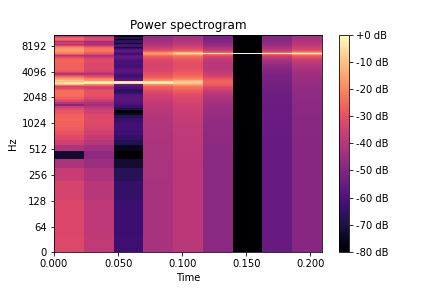 Power spectrogram
8192
4096
2048
1024
512
256
128
64
0
Hz
0.000 0.050 0.100 0.150 0.200
Time
+0 dB
-10 dB
-20 dB
-30 dB
-40 dB
-50 dB
-60 dB
-70 dB
-80 dB